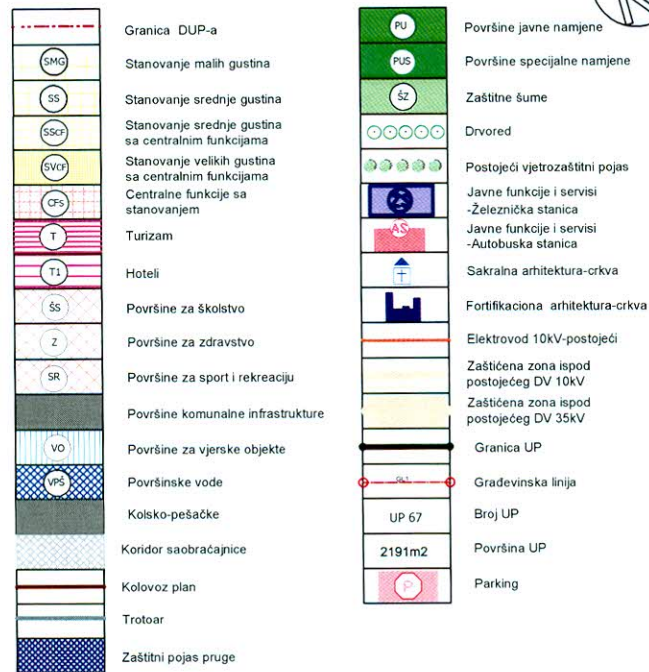 Granica DUP-a
SMG
Stanovanje malih gustina
SS
Stanovanje srednje gustina
SScF
Stanovanje srednje gustina
sa centralnim funkcijama
SVcF
Stanovanje velikih gustina
sa centralnim funkcijama
CFs
Centralne funkcije sa
stanovanjem
T
Turizam
T1
Hoteli
ŠS
Površine za školstvo
Z
Površine za zdravstvo
SR
Površine za sport i rekreaciju
Površine komunalne infrastrukture
VO
Površine za vjerske objekte
VPŠ
Površinske vode
Kolsko-pešačke
Koridor saobraćajnice
Kolovoz plan
Trotoar
Zaštitni pojas pruge
PU
Površine javne namjene
PUS
Površine specijalne namjene
ŠZ
Zaštitne šume
Drvored
Postojeći vjetrozaštitni pojas
Javne funkcije i servisi
-Železnička stanica
AS
Javne funkcije i servisi
-Autobuska stanica
Sakralna arhitektura-crkva
Fortifikaciona arhitektura-crkva
Elektrovod 10kV-postojeći
Zaštićena zona ispod
postojećeg DV 10kV
Zaštićena zona ispod
postojećeg DV 35kV
Granica UP
Građevinska linija
UP 67
Broj UP
2191m2
Površina UP
P
Parking